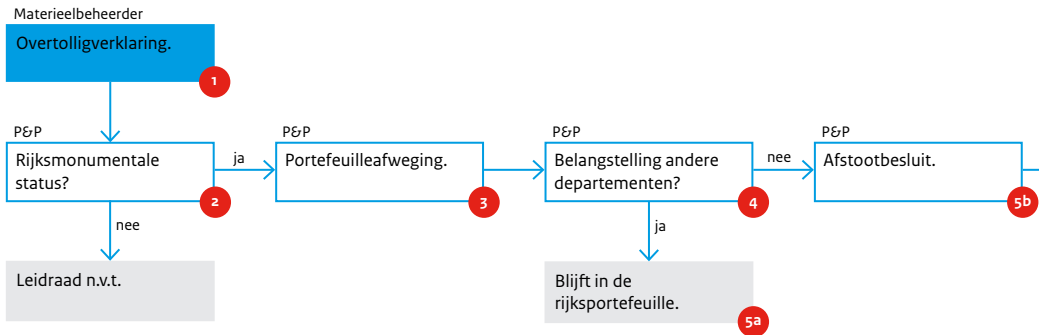 Materieelbeheerder
Overtolligverklaring.
1
P&P
Rijksmonumentale
status?
2
ja
nee
Leidraad n.v.t.
P&P
Portefeuilleafweging.
3
P&P
Belangstelling andere
departementen?
4
nee
ja
Blijft in de
rijksportefeuille.
5a
P&P
Afstootbesluit.
5b